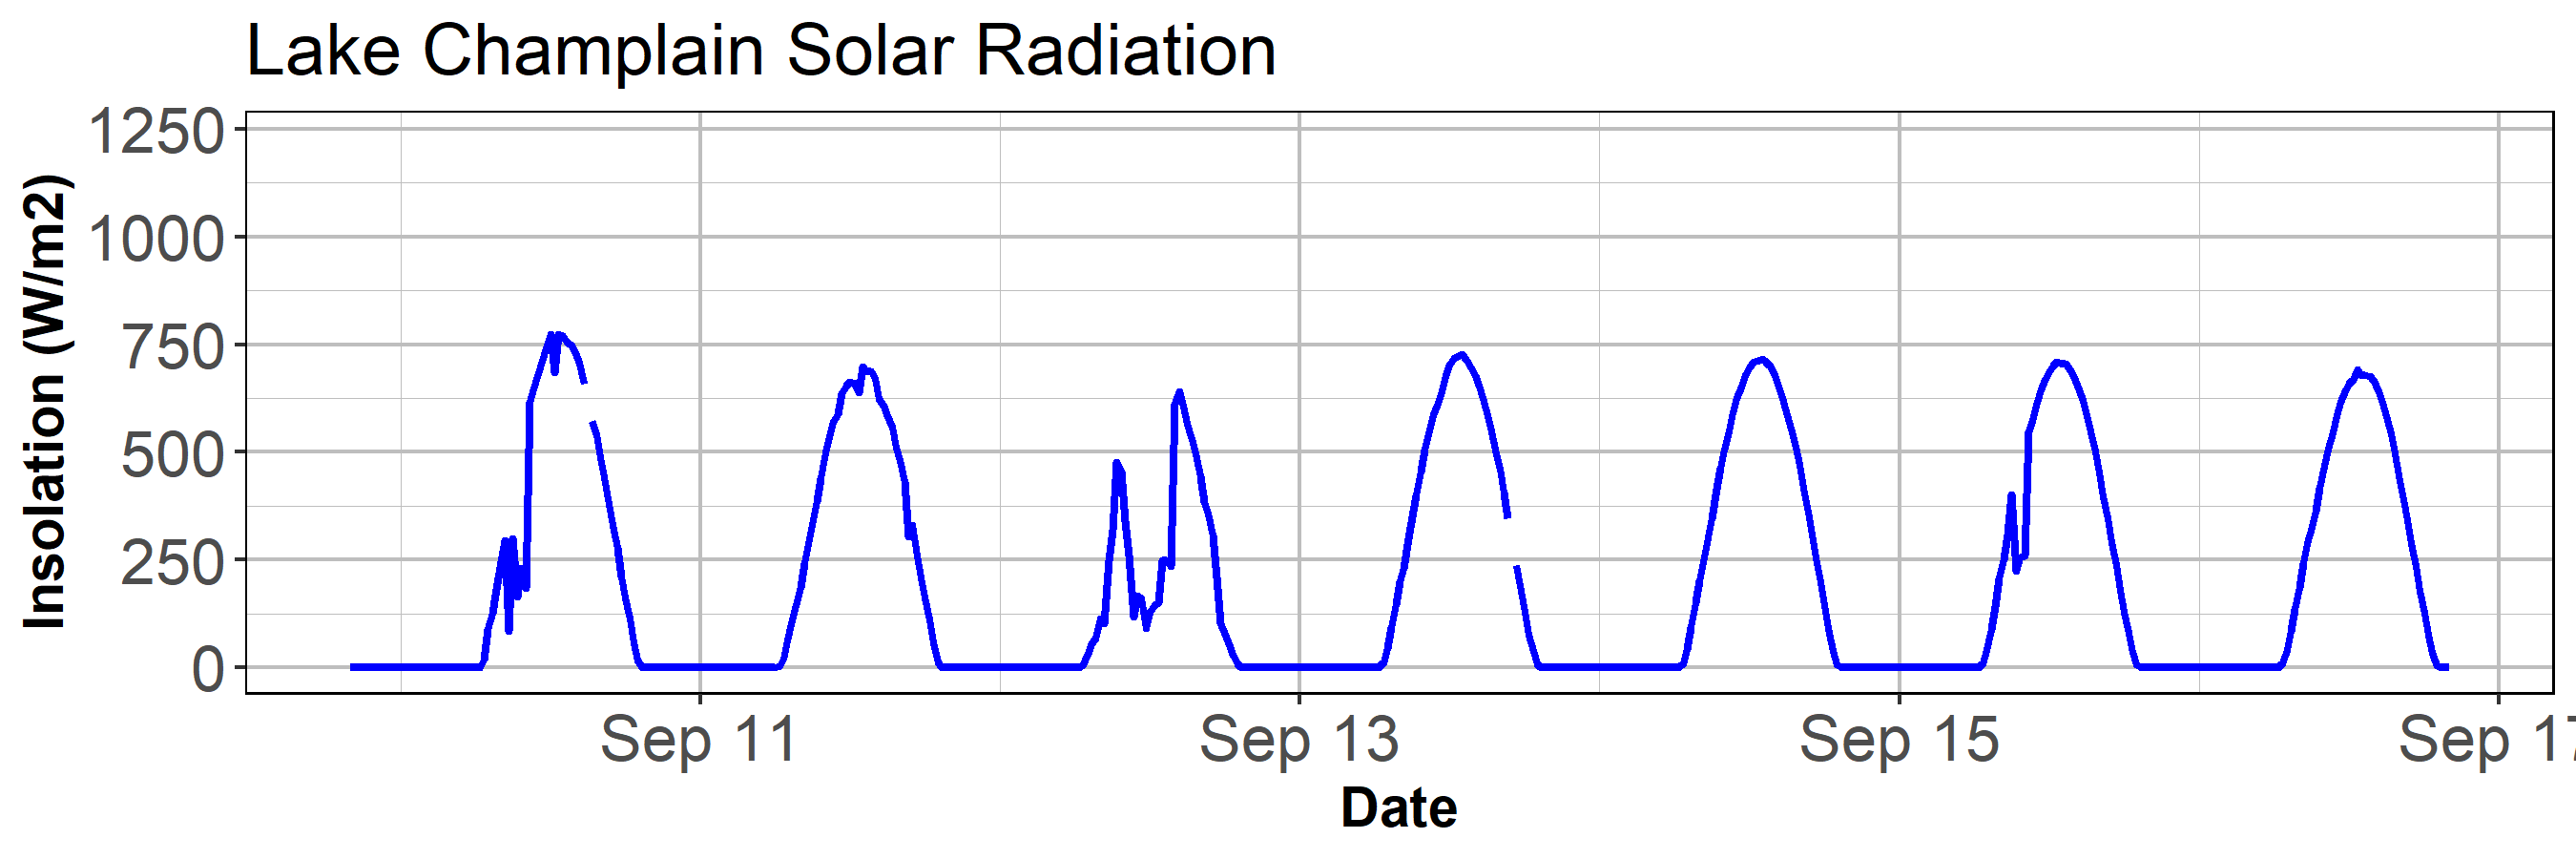 Lake Champlain Solar Radiation
Insolation (W/m2)
1250
1000
750
500
250
0
Sep 11 Sep 13 Sep 15 Sep 17
Date